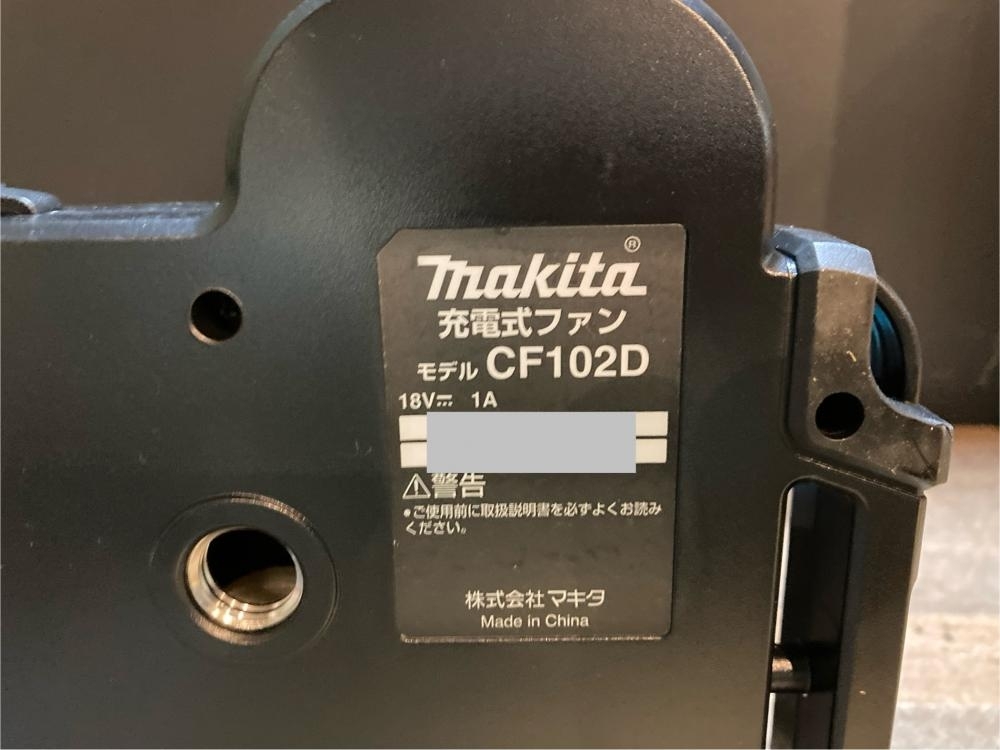 makita®
充電式ファン
モデル CF102D
18V⎓ 1A
⚠警告
•ご使用前に取扱説明書を必ずよくお読み
ください。
株式会社マキタ
Made in China